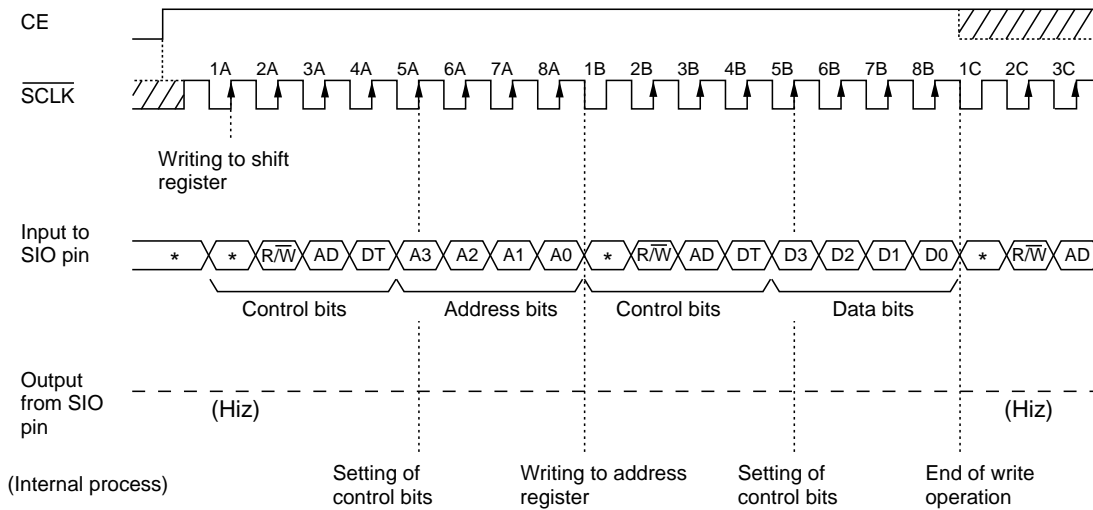 CE
1A 2A 3A 4A 5A 6A 7A 8A 1B 2B 3B 4B 5B 6B 7B 8B 1C 2C 3C
S̅C̅L̅K̅
Writing to shift
register
Input to
SIO pin
* * R/W̅ AD DT A3 A2 A1 A0 * R/W̅ AD DT D3 D2 D1 D0 * R/W̅ AD
Control bits Address bits Control bits Data bits
Output
from SIO
pin
(Hiz) (Hiz)
(Internal process)
Setting of
control bits
Writing to address
register
Setting of
control bits
End of write
operation